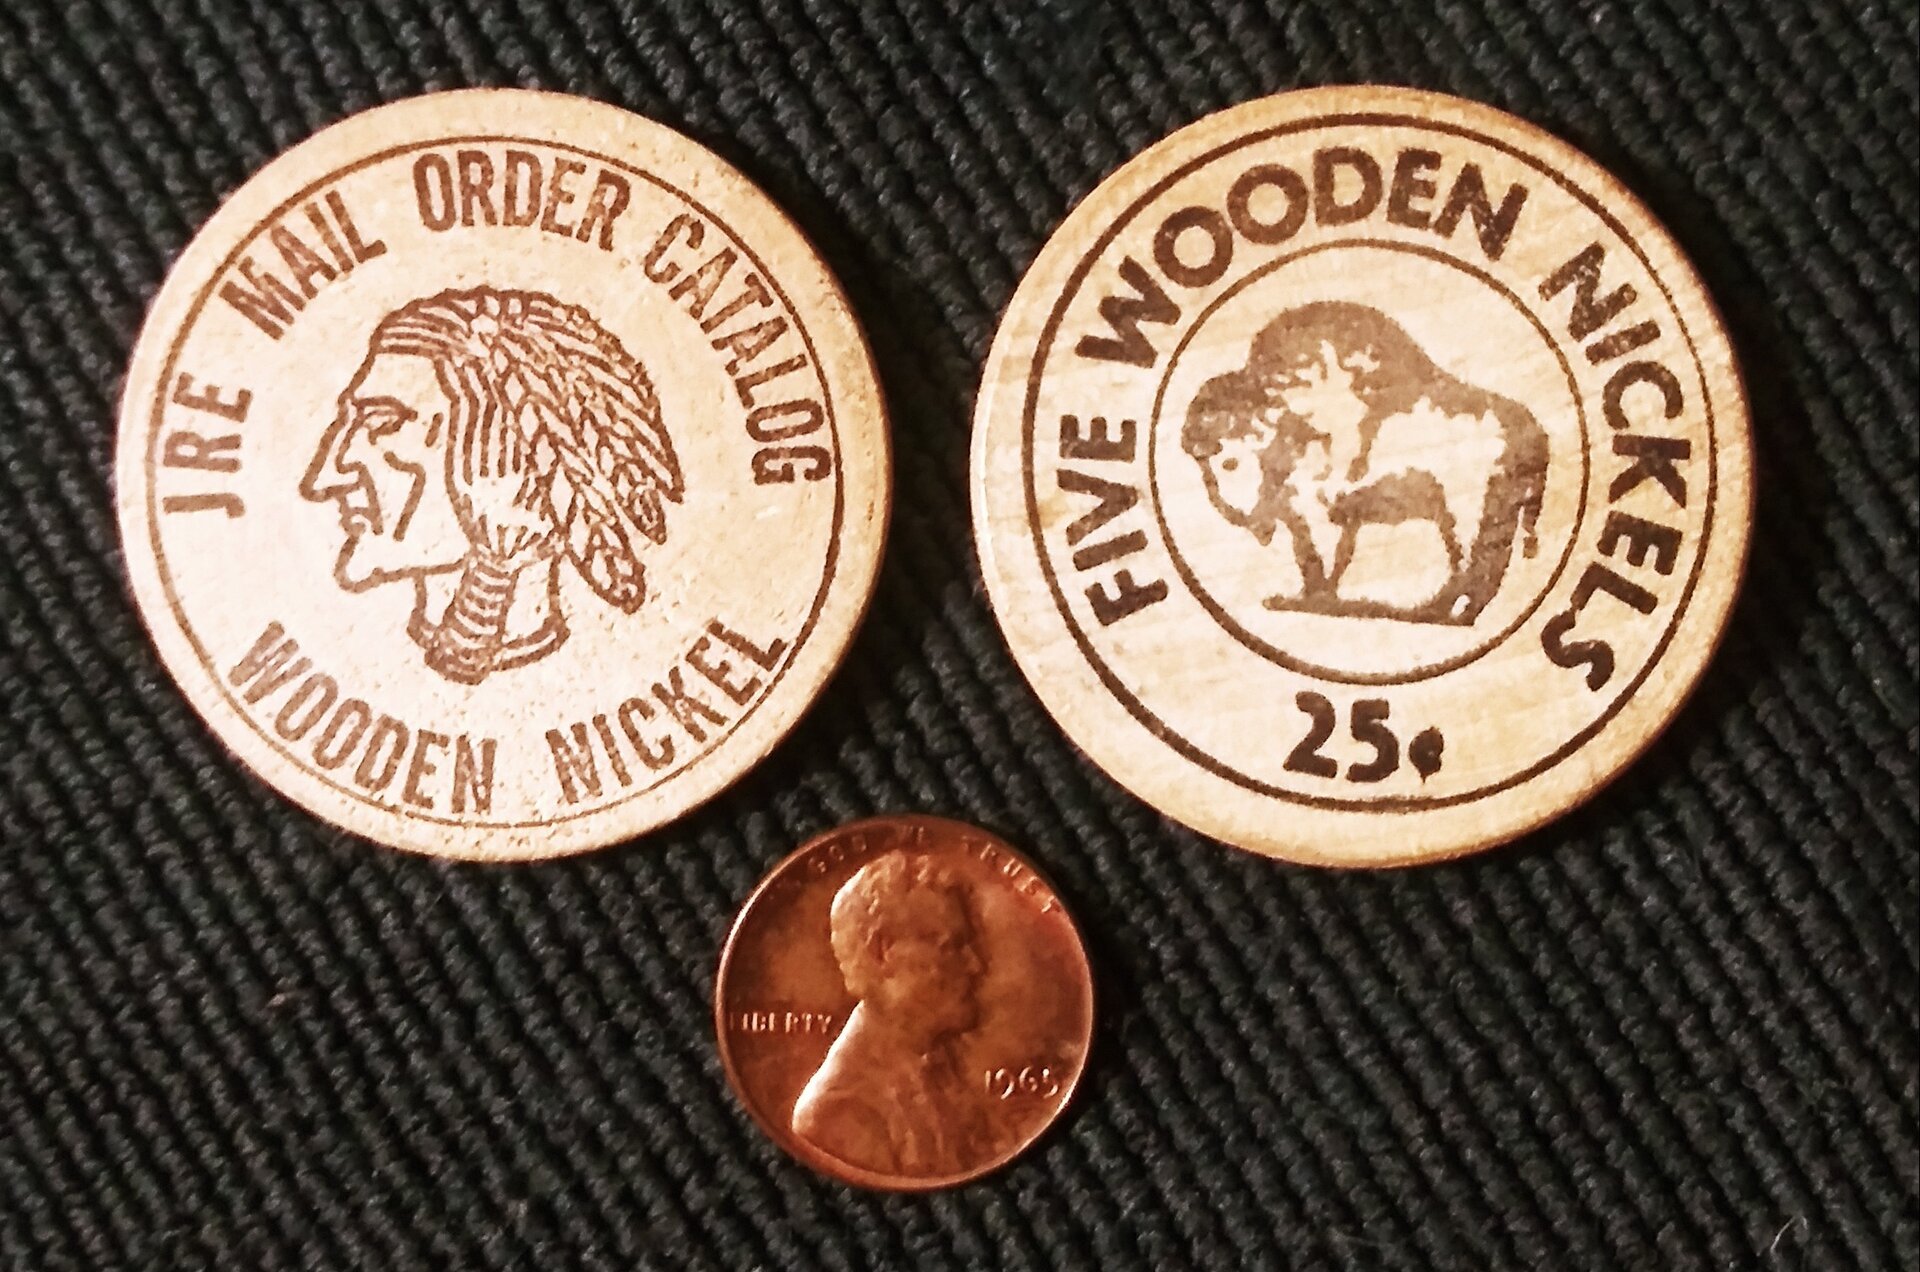 JRE MAIL ORDER CATALOG
WOODEN NICKEL
FIVE WOODEN NICKELS
25¢
IN GOD WE TRUST
LIBERTY
1965